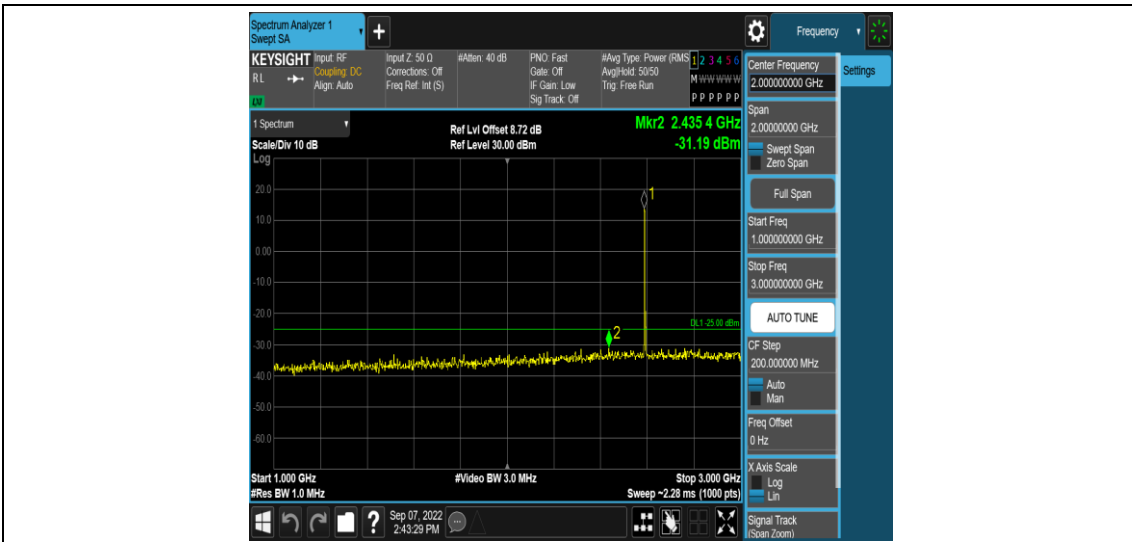 Spectrum Analyzer 1
Swept SA
+
Frequency
KEYSIGHT
RL
LXI
Input: RF
Coupling: DC
Align: Auto
Input Z: 50 Ω
Corrections: Off
Freq Ref: Int (S)
#Atten: 40 dB
PNO: Fast
Gate: Off
IF Gain: Low
Sig Track: Off
#Avg Type: Power (RMS
Avg|Hold: 50/50
Trig: Free Run
1 2 3 4 5 6
M W W W W W
P P P P P P
Center Frequency
2.000000000 GHz
Settings
Span
2.00000000 GHz
Swept Span
Zero Span
Full Span
Start Freq
1.000000000 GHz
Stop Freq
3.000000000 GHz
AUTO TUNE
CF Step
200.000000 MHz
Auto
Man
Freq Offset
0 Hz
X Axis Scale
Log
Lin
Signal Track
(Span Zoom)
1 Spectrum
Scale/Div 10 dB
Ref Lvl Offset 8.72 dB
Ref Level 30.00 dBm
Mkr2 2.435 4 GHz
-31.19 dBm
Log
20.0
10.0
0.00
-10.0
-20.0
-30.0
-40.0
-50.0
-60.0
1
2
DL1 -25.00 dBm
Start 1.000 GHz
#Res BW 1.0 MHz
#Video BW 3.0 MHz
Stop 3.000 GHz
Sweep ~2.28 ms (1000 pts)
?
Sep 07, 2022
2:43:29 PM